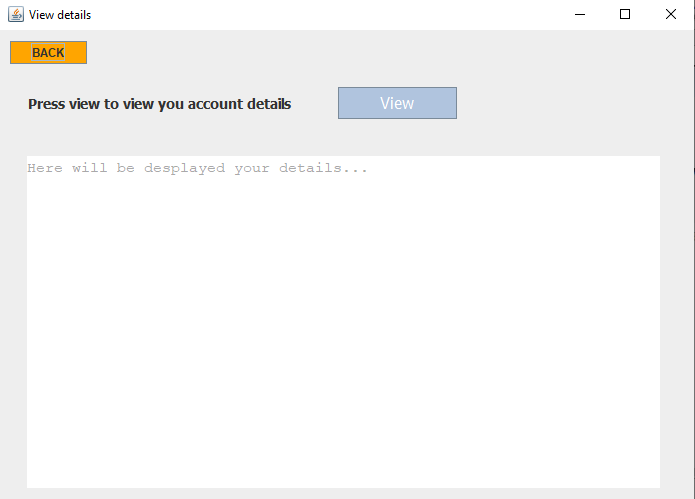 View details
BACK
Press view to view you account details
View
Here will be desplayed your details...